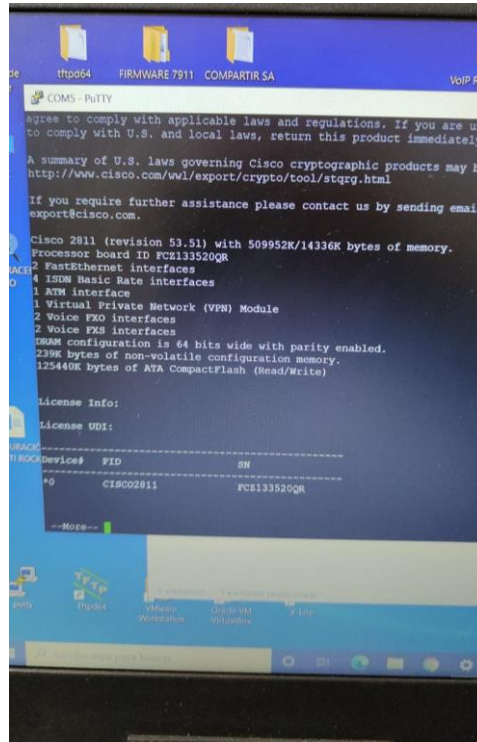 de
tftpd64
FIRMWARE 7911
COMPARTIR SA
VoIP
COM5 - PuTTY
agree to comply with applicable laws and regulations. If you are
to comply with U.S. and local laws, return this product immediatel
A summary of U.S. laws governing Cisco cryptographic products may
http://www.cisco.com/wwl/export/crypto/tool/stqrg.html
If you require further assistance please contact us by sending emai
export@cisco.com.
Cisco 2811 (revision 53.51) with 509952K/14336K bytes of memory.
Processor board ID FCZ133520QR
2 FastEthernet interfaces
4 ISDN Basic Rate interfaces
1 ATM interface
1 Virtual Private Network (VPN) Module
2 Voice FXO interfaces
2 Voice FXS interfaces
DRAM configuration is 64 bits wide with parity enabled.
239K bytes of non-volatile configuration memory.
125440K bytes of ATA CompactFlash (Read/Write)
License Info:
License UDI:
-------------------------------------------------
Device# PID SN
-------------------------------------------------
*0 CISCO2811 FCZ133520QR
--More--
putty
Tftpd64
VMware
Workstation
Oracle VM
VirtualBox
X-Lite